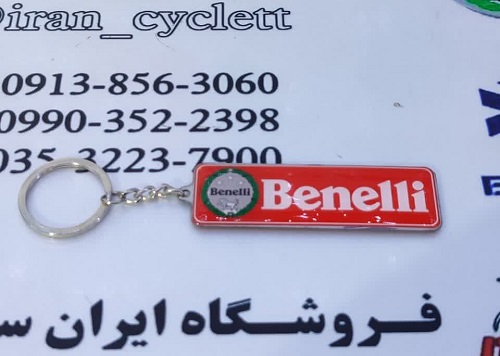 @iran_cyclett
0913-856-3060
0990-352-2398
035-3223-7900
Benelli Benelli
فروشگاه ایران س